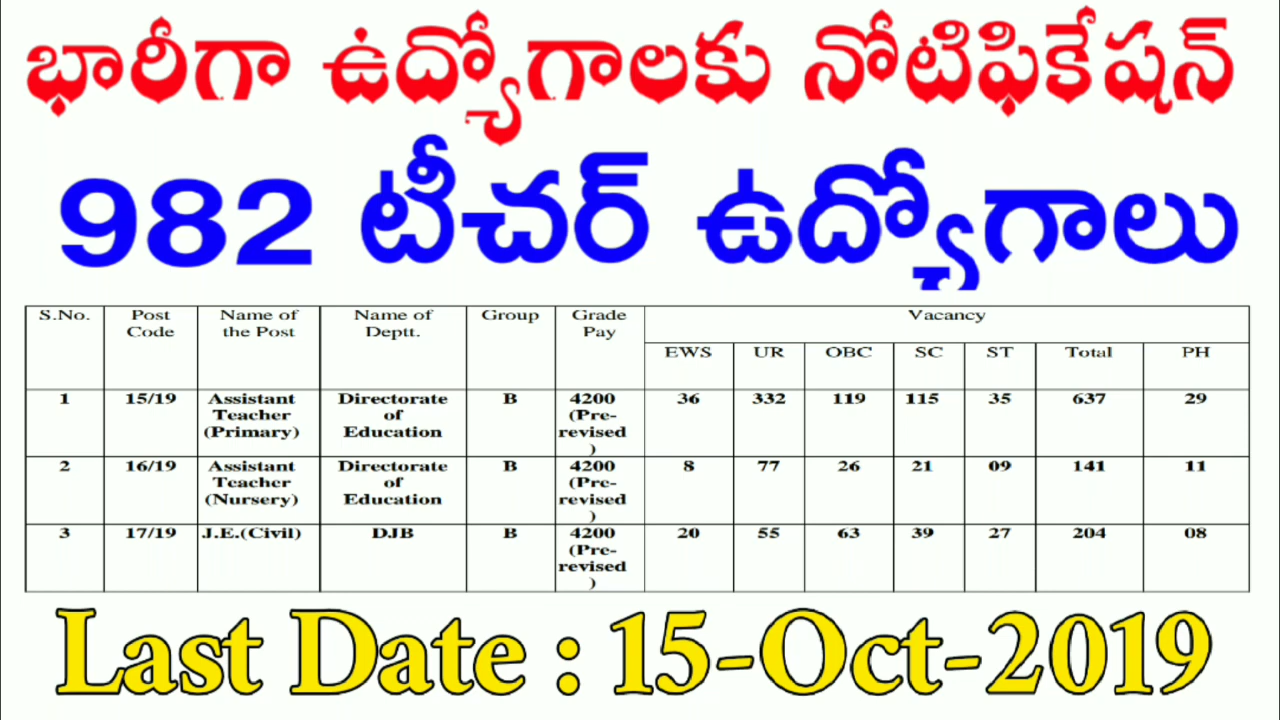 భారీగా ఉద్యోగాలకు నోటిఫికేషన్
982 టీచర్ ఉద్యోగాలు
S.No. Post Code Name of the Post Name of Deptt. Group Grade Pay Vacancy
EWS UR OBC SC ST Total PH
1 15/19 Assistant Teacher (Primary) Directorate of Education B 4200 (Pre-revised) 36 332 119 115 35 637 29
2 16/19 Assistant Teacher (Nursery) Directorate of Education B 4200 (Pre-revised) 8 77 26 21 09 141 11
3 17/19 J.E.(Civil) DJB B 4200 (Pre-revised) 20 55 63 39 27 204 08
Last Date : 15-Oct-2019